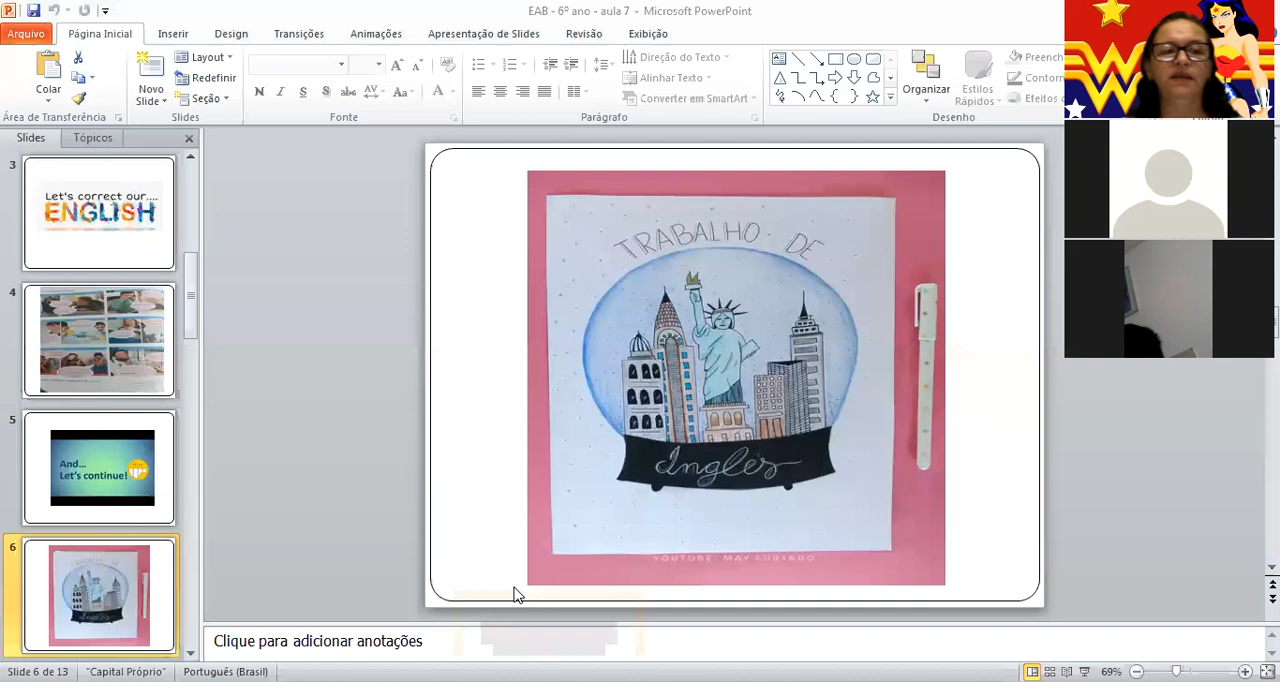 EAB - 6º ano - aula 7 - Microsoft PowerPoint
Arquivo
Página Inicial
Inserir
Design
Transições
Animações
Apresentação de Slides
Revisão
Exibição
Colar
Novo
Slide
Layout
Redefinir
Seção
N I S S abc AV Aa A
Direção do Texto
Alinhar Texto
Converter em SmartArt
Organizar
Estilos
Rápidos
Preench
Contorn
Efeitos
Área de Transferência
Slides
Fonte
Parágrafo
Desenho
Slides
Tópicos
3
Let's correct our....
ENGLISH
4
5
And...
Let's continue!
6
TRABALHO DE
Inglês
YOUTUBE: MAY FURTADO
Clique para adicionar anotações
Slide 6 de 13
"Capital Próprio"
Português (Brasil)
69%